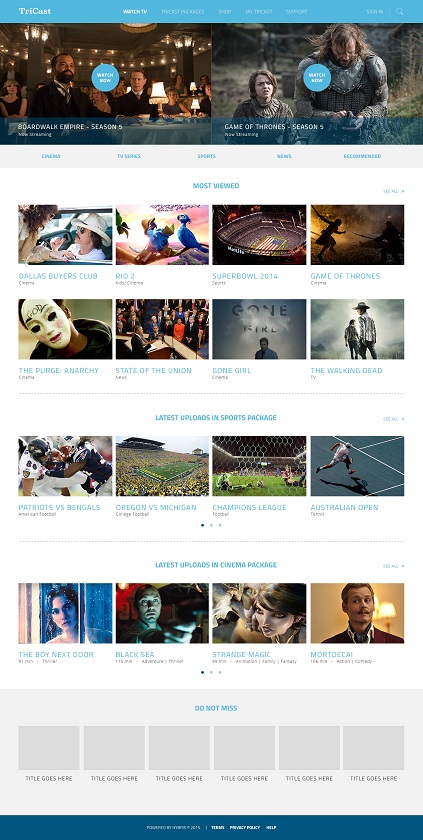 TriCast
WATCH TV
TRICAST PACKAGES
SHOP
MY TRICAST
SUPPORT
SIGN IN
WATCH NOW
WATCH NOW
BOARDWALK EMPIRE - SEASON 5
Now Streaming
GAME OF THRONES - SEASON 5
Now Streaming
CINEMA
TV SERIES
SPORTS
NEWS
RECOMMENDED
MOST VIEWED
SEE ALL
DALLAS BUYERS CLUB
Cinema
RIO 2
Kids/ Cinema
SUPERBOWL 2014
Sports
GAME OF THRONES
Cinema
GONE GIRL
THE PURGE: ANARCHY
Cinema
STATE OF THE UNION
News
GONE GIRL
Cinema
THE WALKING DEAD
TV
LATEST UPLOADS IN SPORTS PACKAGE
SEE ALL
PATRIOTS VS BENGALS
American Football
OREGON VS MICHIGAN
College Football
CHAMPIONS LEAGUE
Football
AUSTRALIAN OPEN
Tennis
LATEST UPLOADS IN CINEMA PACKAGE
SEE ALL
THE BOY NEXT DOOR
91 min - Thriller
BLACK SEA
115 min - Adventure | Thriller
STRANGE MAGIC
99 min - Animation | Family | Fantasy
MORTDECAI
106 min - Action | Comedy
DO NOT MISS
TITLE GOES HERE
TITLE GOES HERE
TITLE GOES HERE
TITLE GOES HERE
TITLE GOES HERE
TITLE GOES HERE
© 2015 | TERMS PRIVACY POLICY HELP